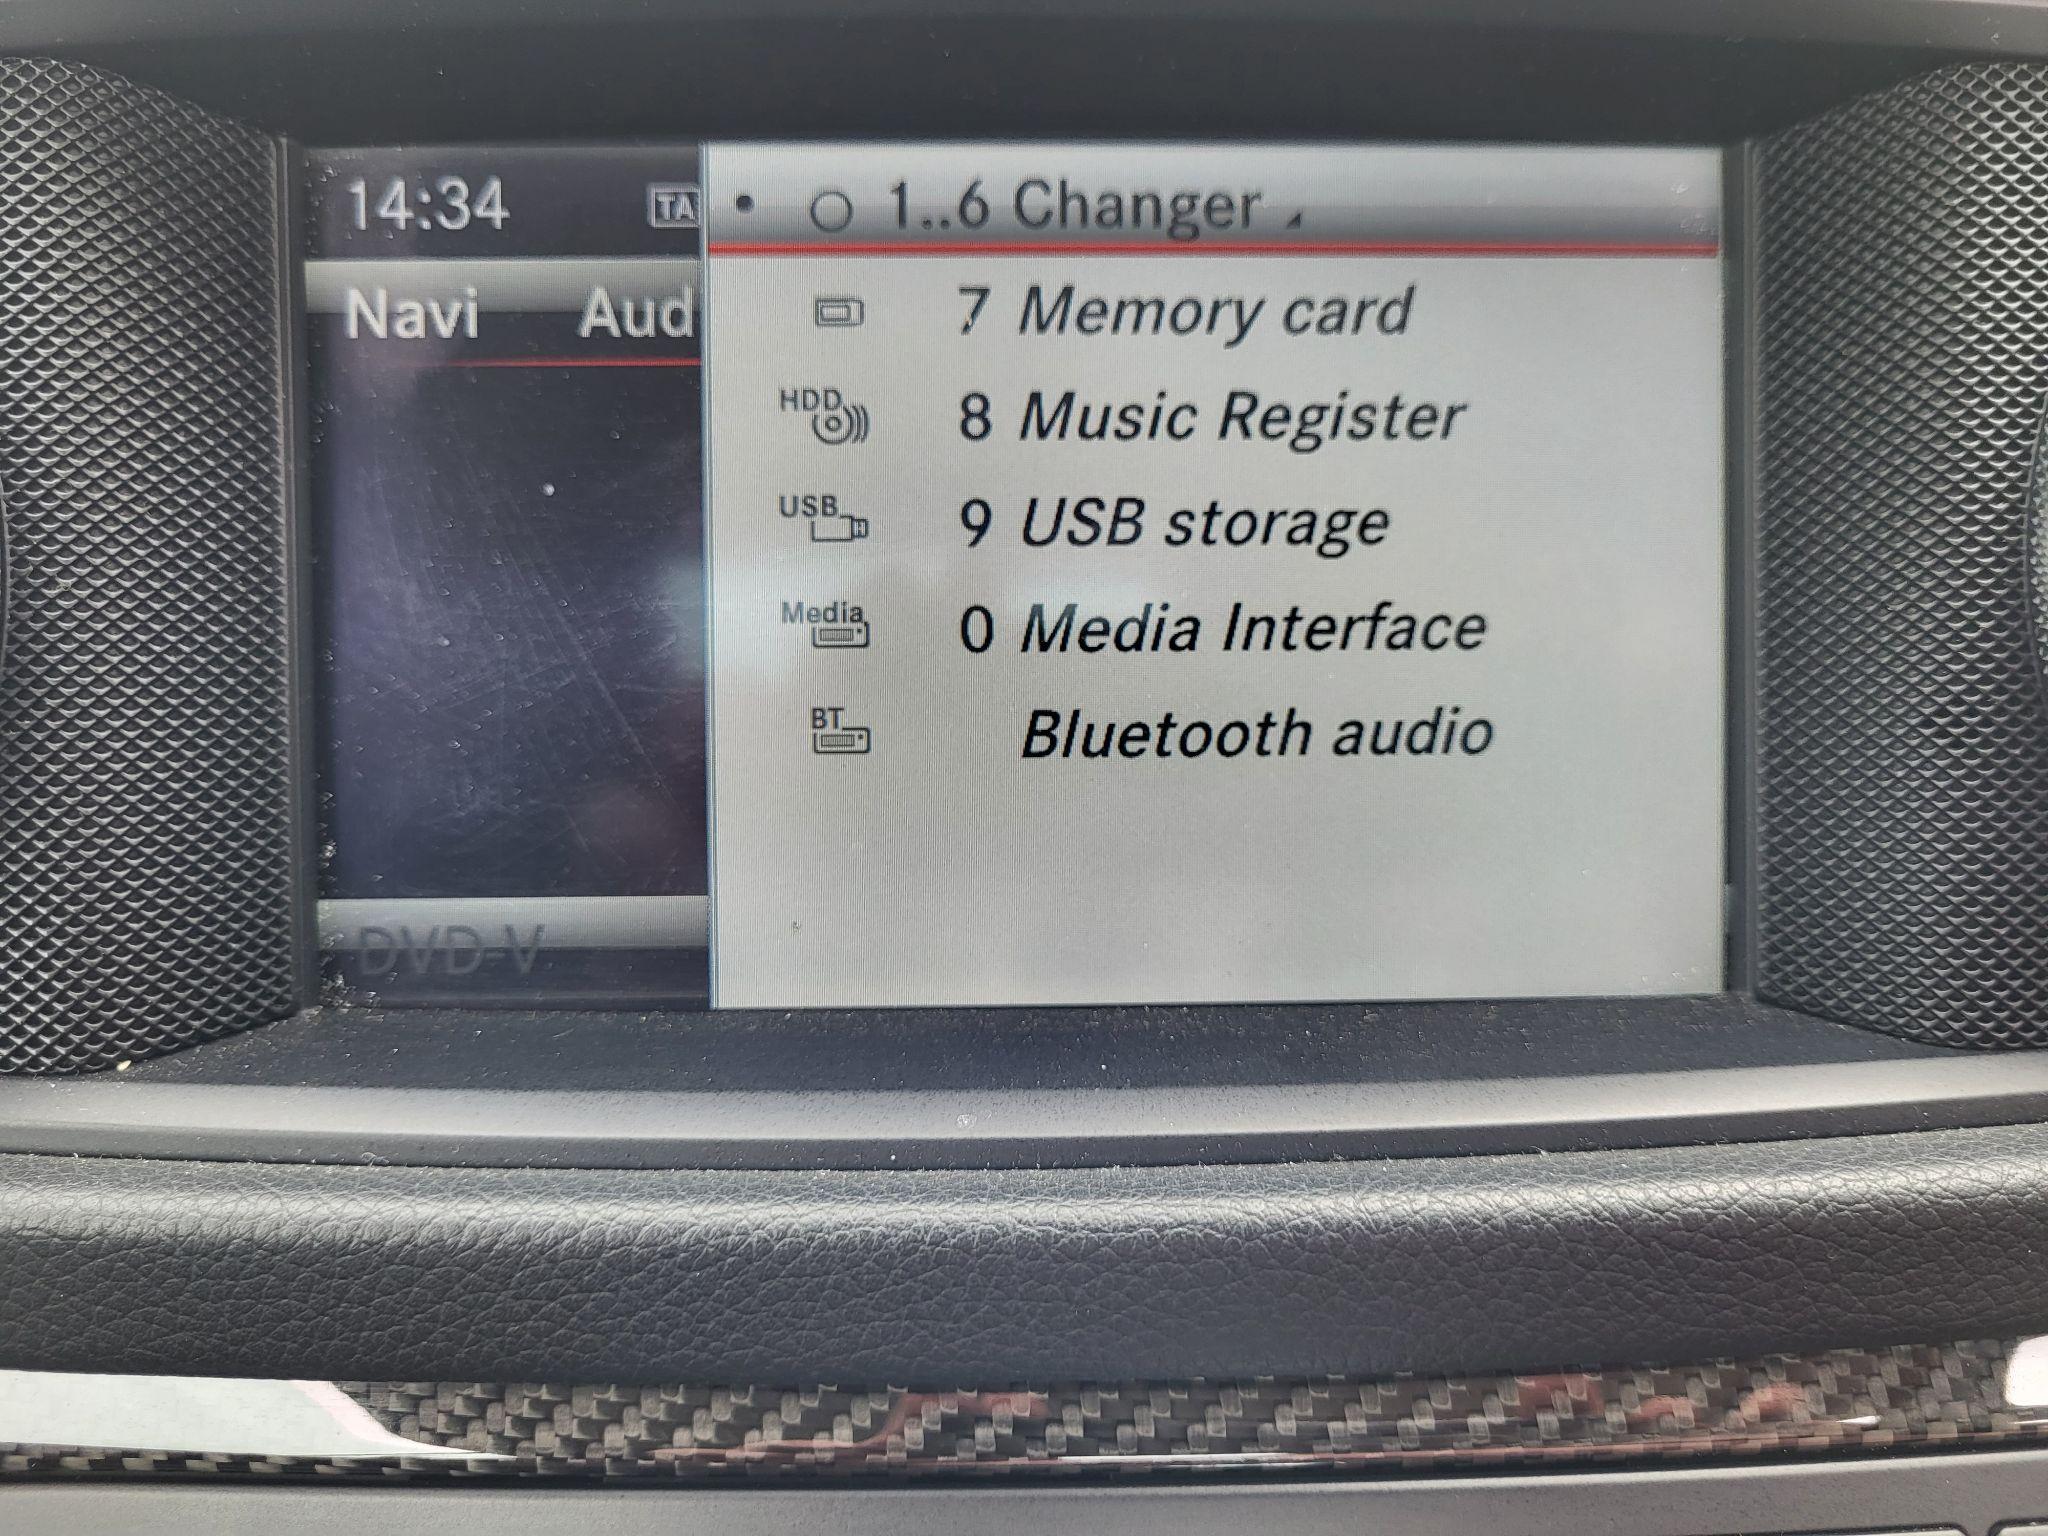 14:34 TA
Navi Aud
DVD-V
1..6 Changer
7 Memory card
HDD 8 Music Register
USB 9 USB storage
Media 0 Media Interface
BT Bluetooth audio